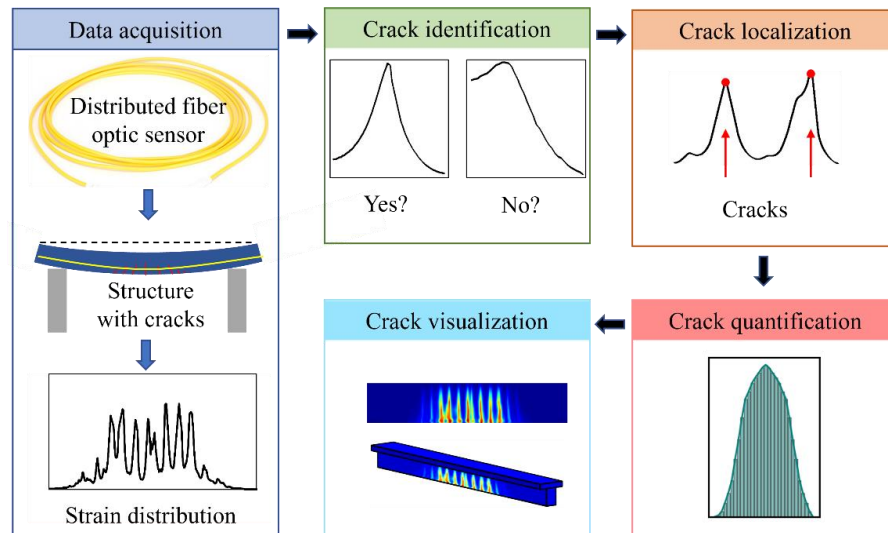 Data acquisition
Distributed fiber
optic sensor
Structure
with cracks
Strain distribution
Crack identification
Yes?
No?
Crack localization
Cracks
Crack quantification
Crack visualization